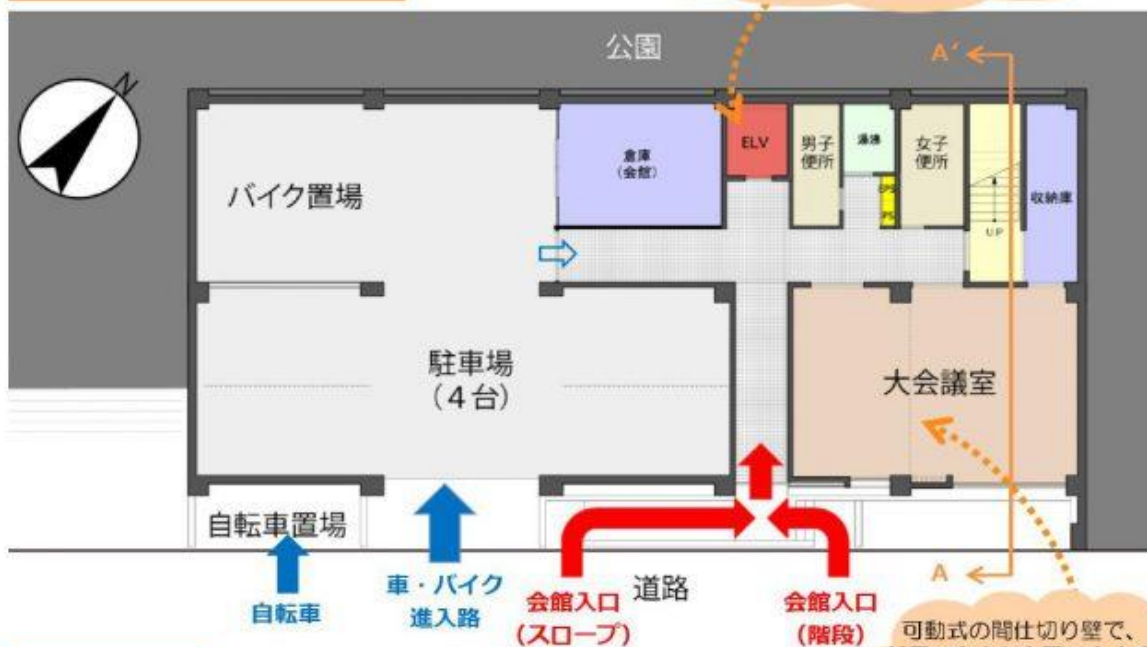 公園
A´
N
ELV
男子
便所
湯沸
女子
便所
倉庫
(会館)
収納庫
バイク置場
PS
UP
駐車場
(4台)
大会議室
自転車置場
自転車
車・バイク
進入路
会館入口
(スロープ)
道路
会館入口
(階段)
A
可動式の間仕切り壁で、